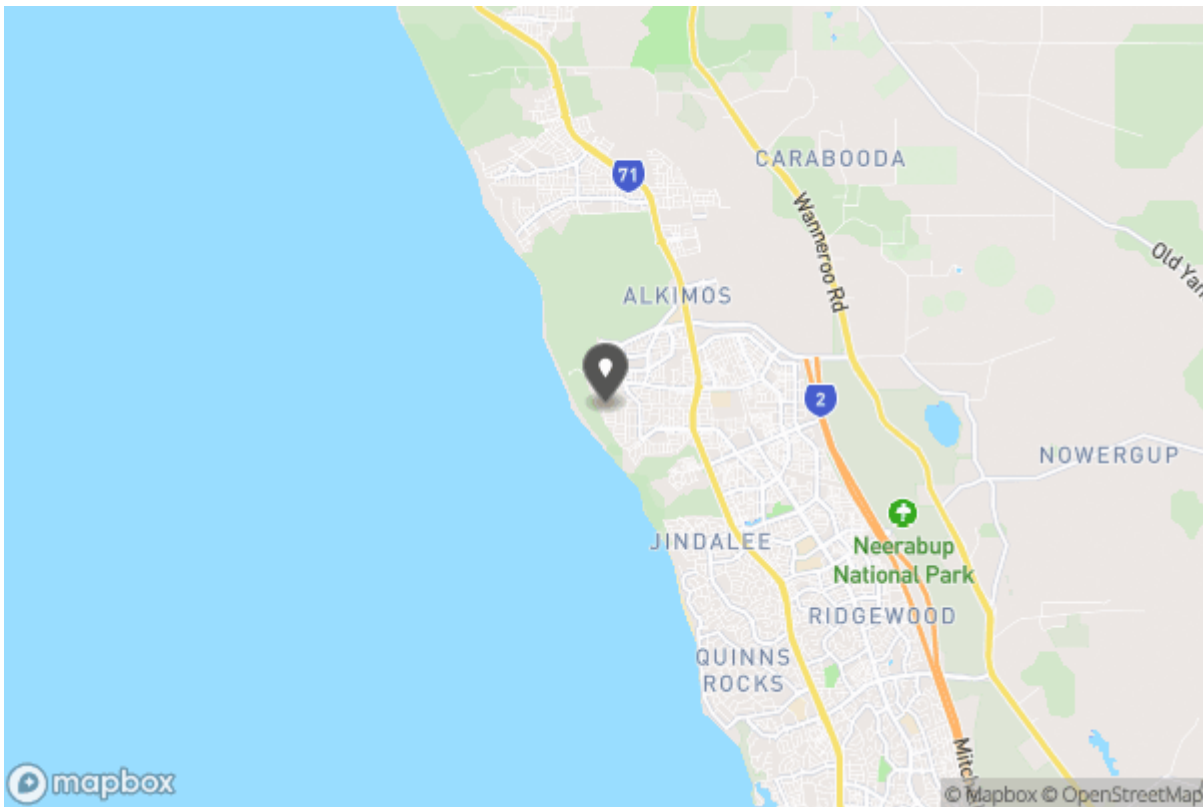 71
CARABOODA
Wanneroo Rd
Old Yan
ALKIMOS
2
NOWERGUP
JINDALEE
Neerabup
National Park
RIDGEWOOD
QUINNS
ROCKS
Mitch
mapbox
© Mapbox © OpenStreetMap